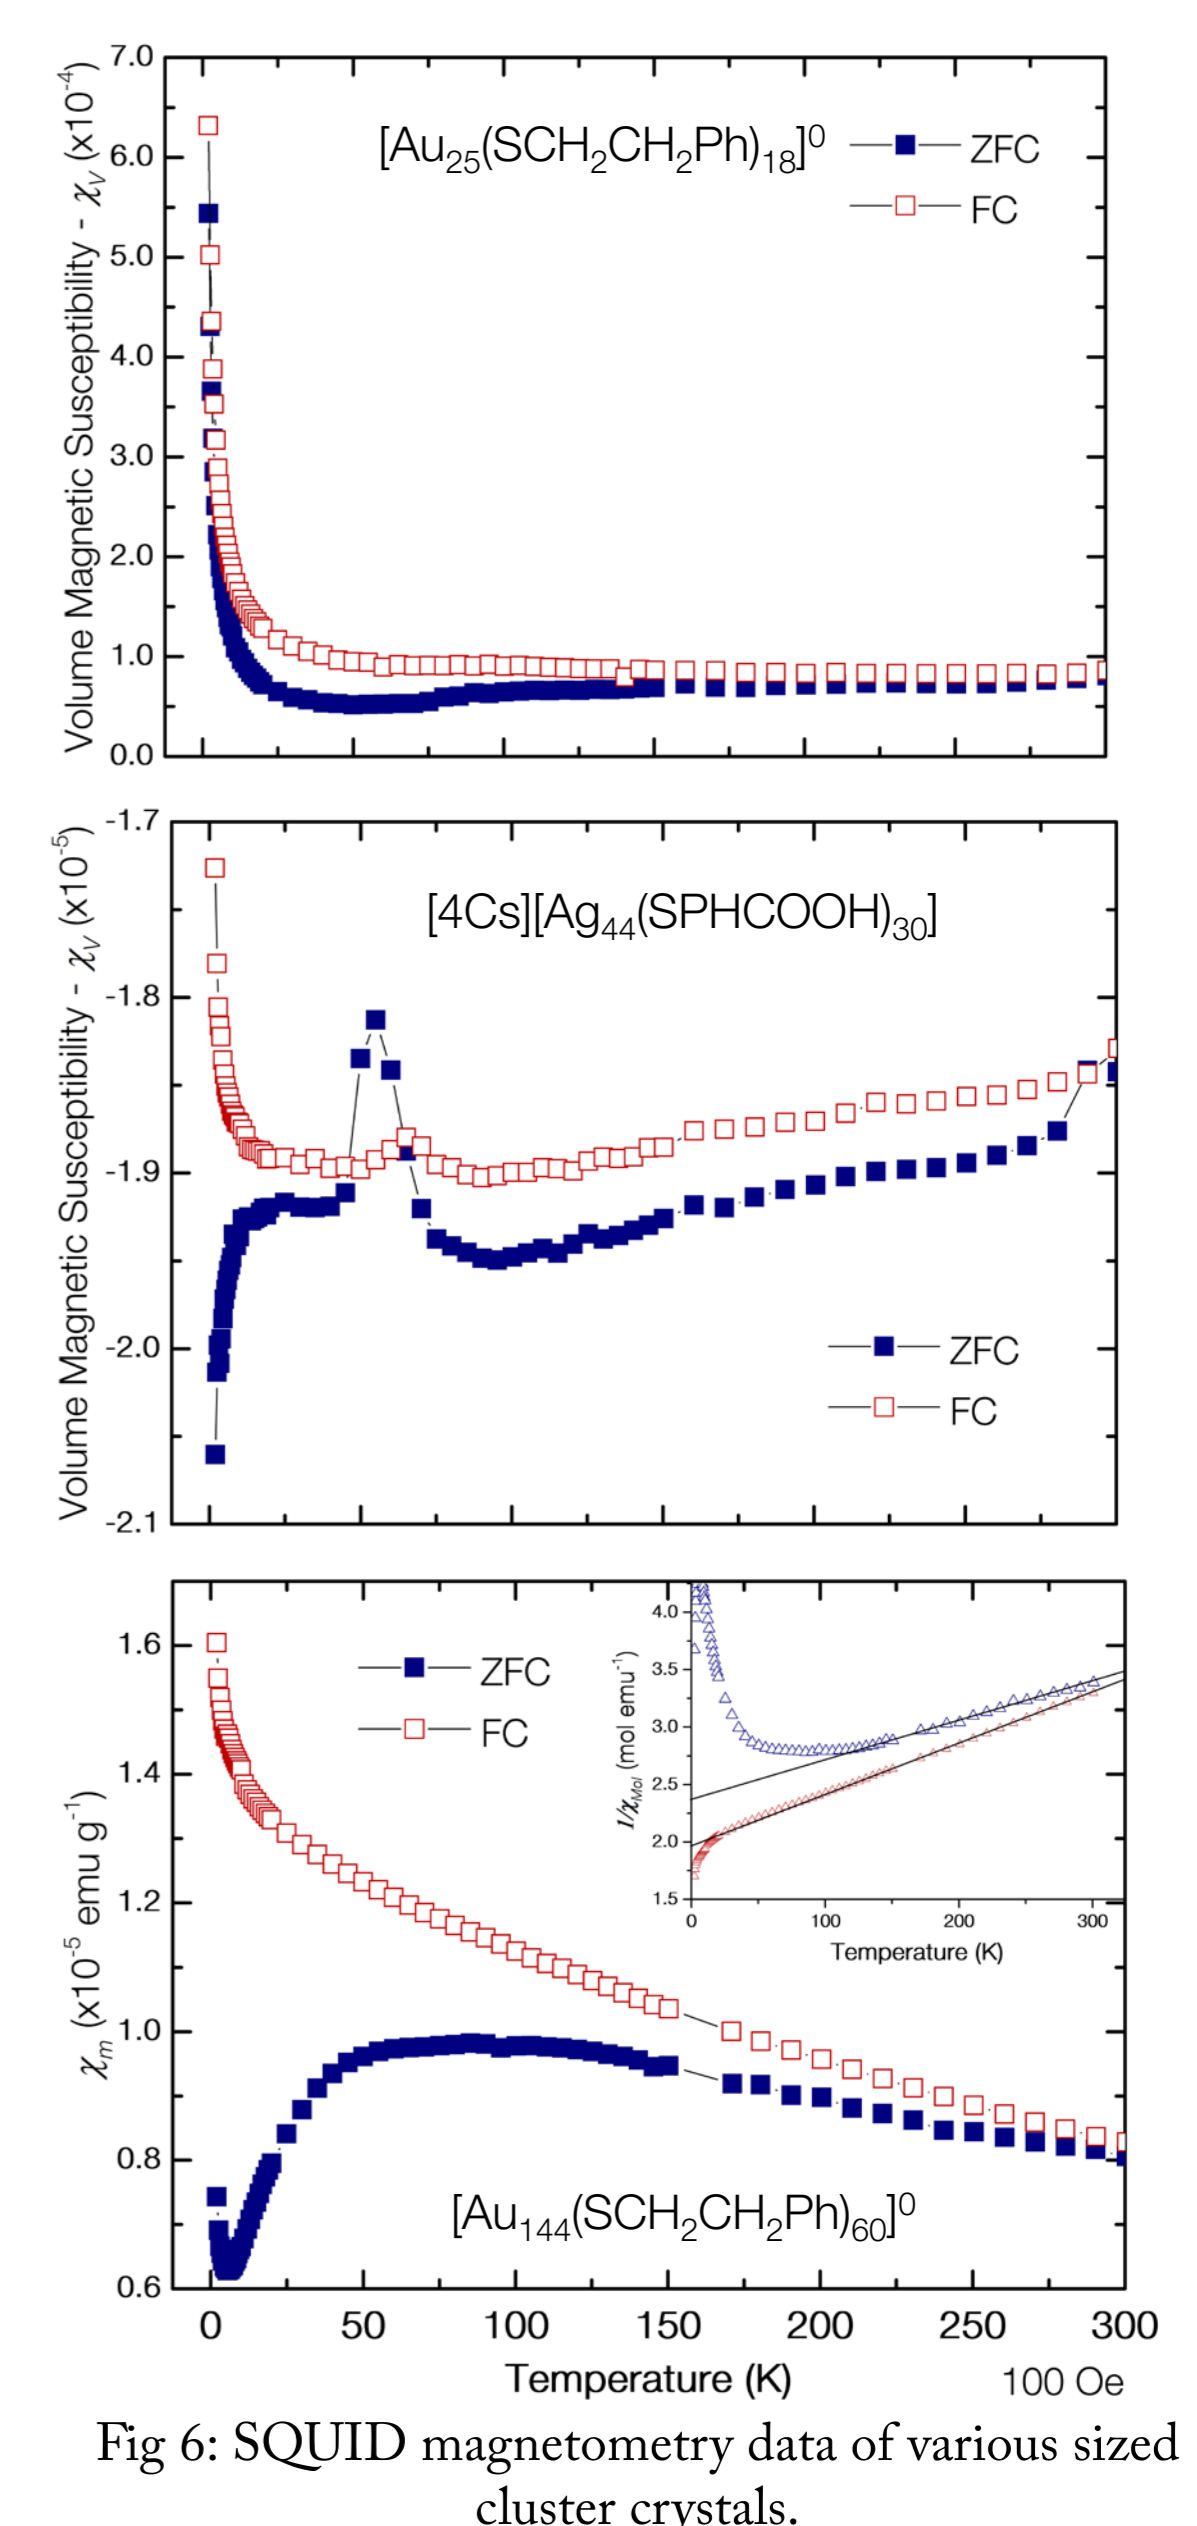 Volume Magnetic Susceptibility - χV (x10-4)
7.0
6.0
5.0
4.0
3.0
2.0
1.0
0.0
[Au25(SCH2CH2Ph)18]0
ZFC
FC
Volume Magnetic Susceptibility - χV (x10-5)
-1.7
-1.8
-1.9
-2.0
-2.1
[4Cs][Ag44(SPHCOOH)30]
ZFC
FC
χm (x10-5 emu g-1)
1.6
1.4
1.2
1.0
0.8
0.6
ZFC
FC
1/χMol (mol emu-1)
4.0
3.5
3.0
2.5
2.0
1.5
0 100 200 300
Temperature (K)
[Au144(SCH2CH2Ph)60]0
0 50 100 150 200 250 300
Temperature (K)
100 Oe
Fig 6: SQUID magnetometry data of various sized
cluster crystals.